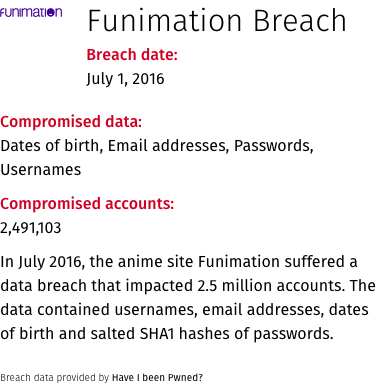 FUNIMATION
Funimation Breach
Breach date:
July 1, 2016
Compromised data:
Dates of birth, Email addresses, Passwords,
Usernames
Compromised accounts:
2,491,103
In July 2016, the anime site Funimation suffered a
data breach that impacted 2.5 million accounts. The
data contained usernames, email addresses, dates
of birth and salted SHA1 hashes of passwords.
Breach data provided by Have I been Pwned?